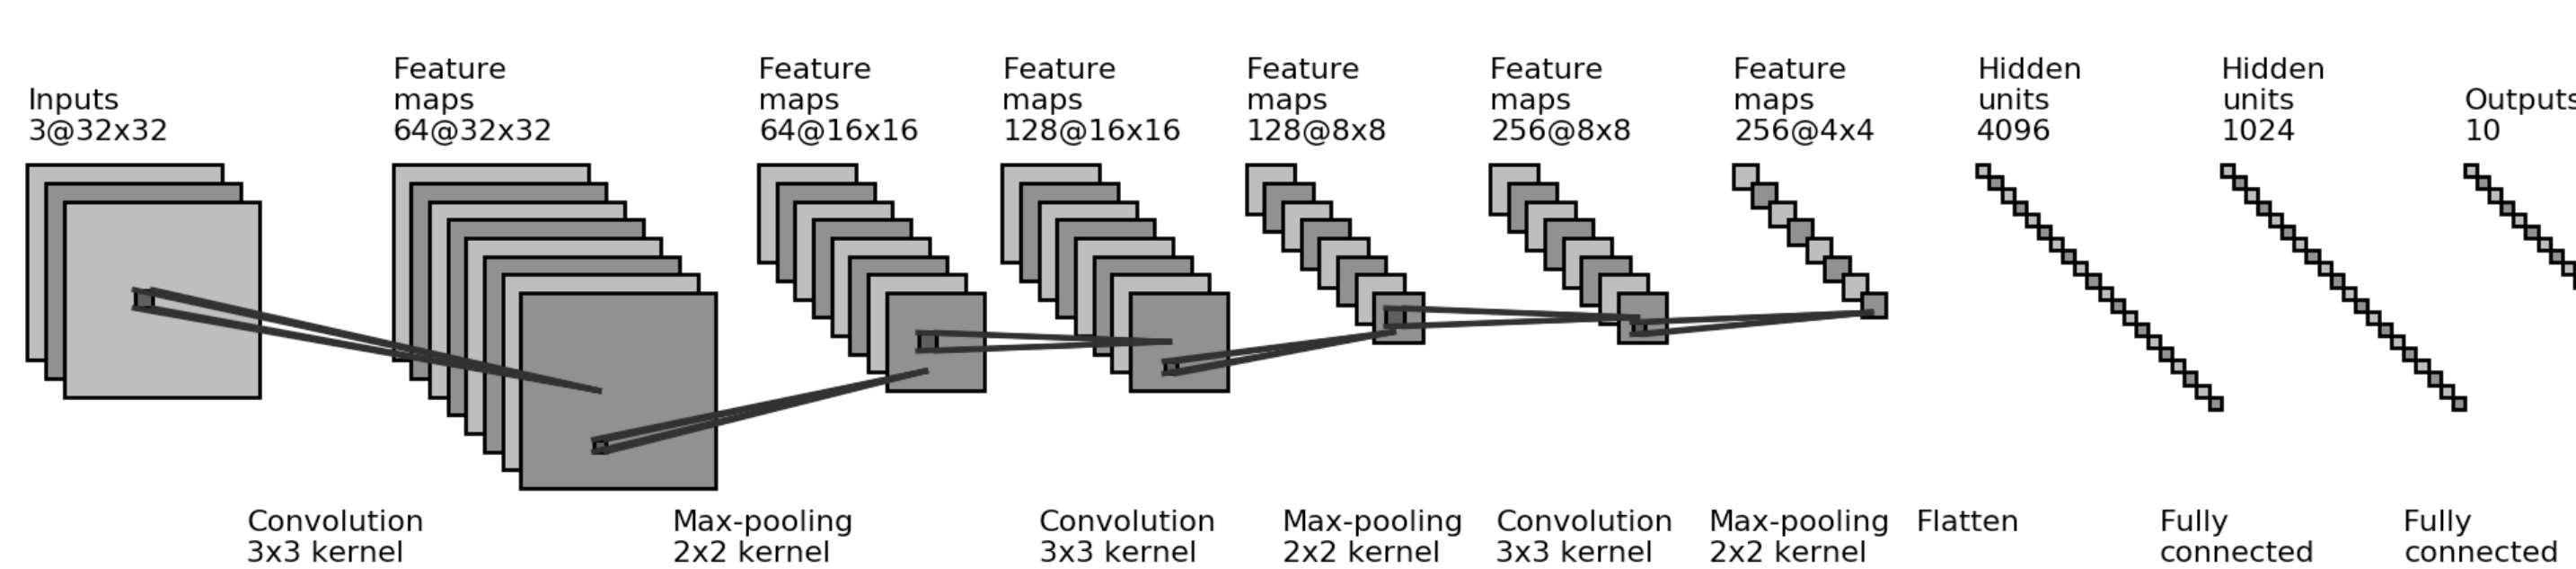 Inputs
3@32x32
Feature
maps
64@32x32
Feature
maps
64@16x16
Feature
maps
128@16x16
Feature
maps
128@8x8
Feature
maps
256@8x8
Feature
maps
256@4x4
Hidden
units
4096
Hidden
units
1024
Outputs
10
Convolution
3x3 kernel
Max-pooling
2x2 kernel
Convolution
3x3 kernel
Max-pooling
2x2 kernel
Convolution
3x3 kernel
Max-pooling
2x2 kernel
Flatten
Fully
connected
Fully
connected